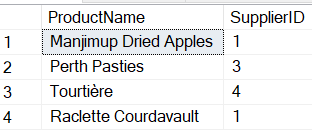 ProductName SupplierID
1 Manjimup Dried Apples 1
2 Perth Pasties 3
3 Tourtière 4
4 Raclette Courdavault 1